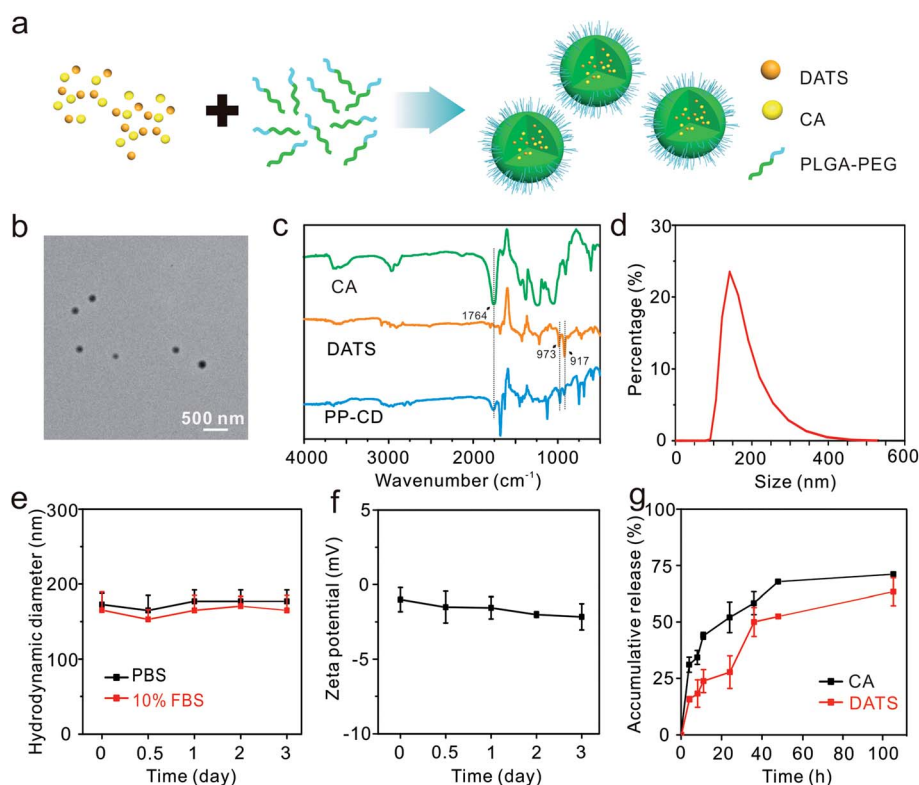 a
DATS
CA
PLGA-PEG
b
500 nm
c
CA
1764
DATS
973
917
PP-CD
4000
3000
2000
1000
Wavenumber (cm⁻¹)
d
30
20
10
0
Percentage (%)
0
200
400
600
Size (nm)
e
300
200
150
100
0
Hydrodynamic diameter (nm)
PBS
10% FBS
0
0.5
1
2
3
Time (day)
f
5
0
-5
-10
Zeta potential (mV)
0
0.5
1
2
3
Time (day)
g
100
75
50
25
0
Accumulative release (%)
CA
DATS
0
20
40
60
80
100
Time (h)